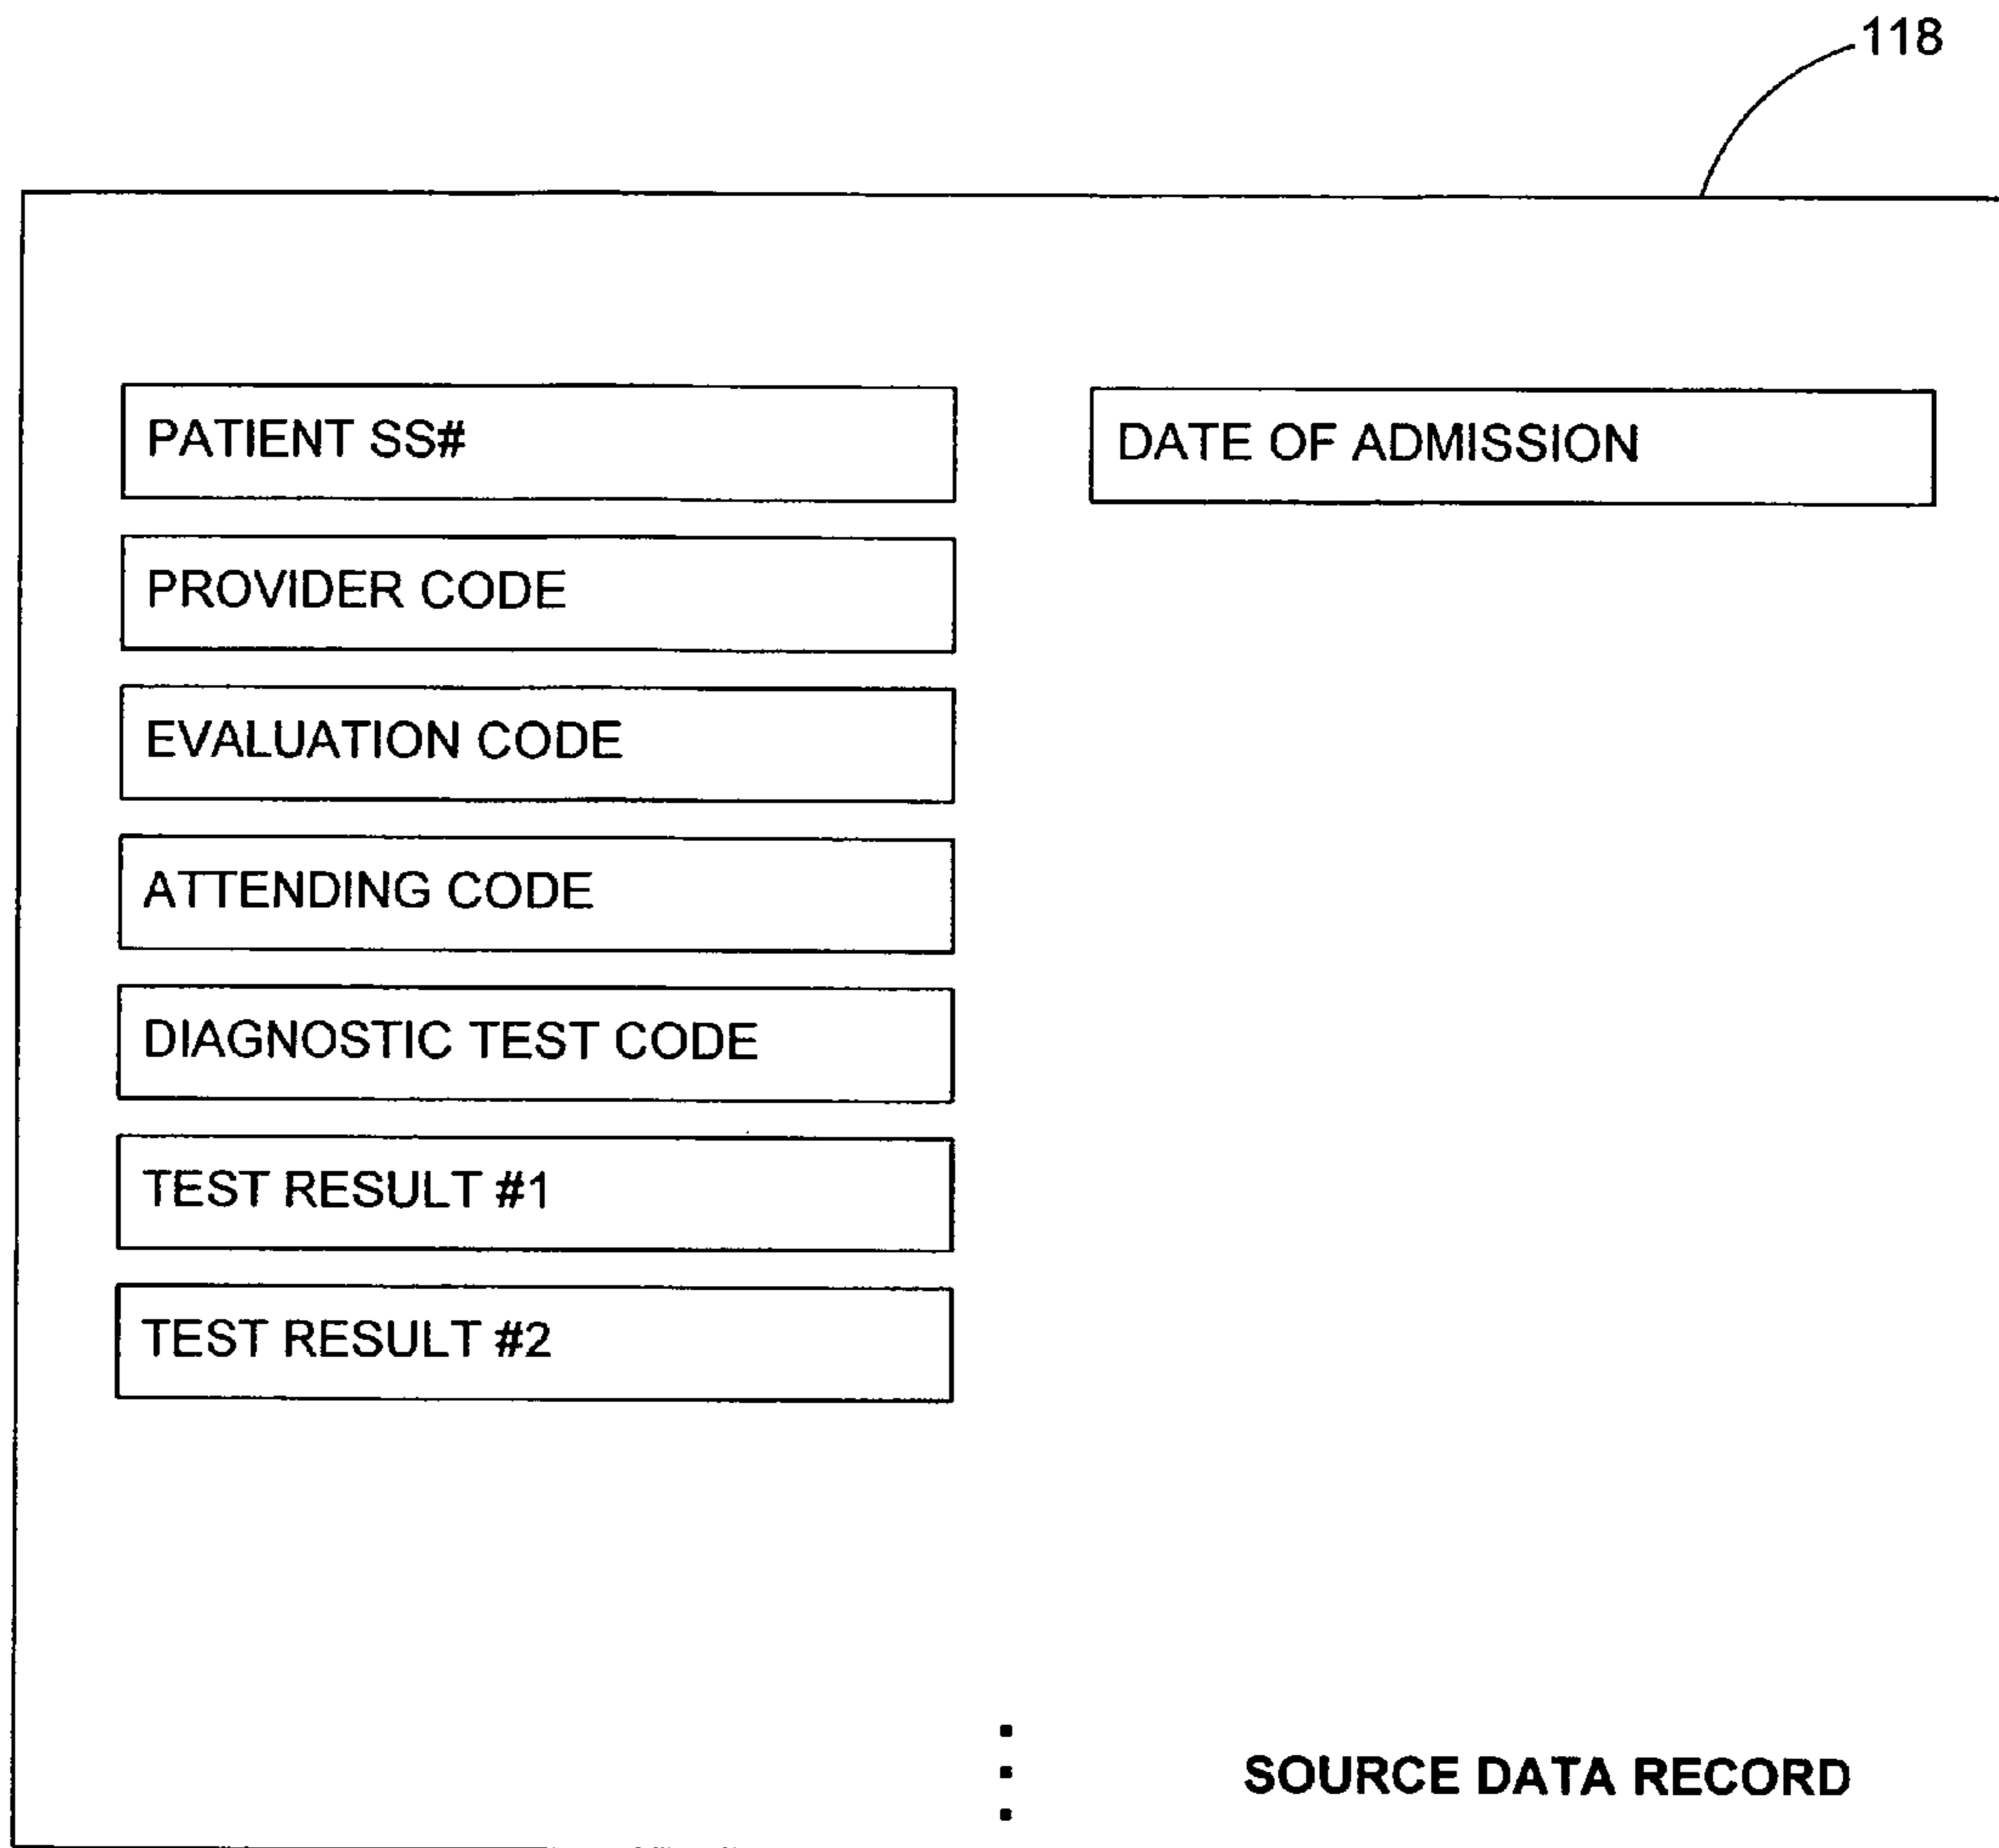 118
PATIENT SS#
DATE OF ADMISSION
PROVIDER CODE
EVALUATION CODE
ATTENDING CODE
DIAGNOSTIC TEST CODE
TEST RESULT #1
TEST RESULT #2
SOURCE DATA RECORD